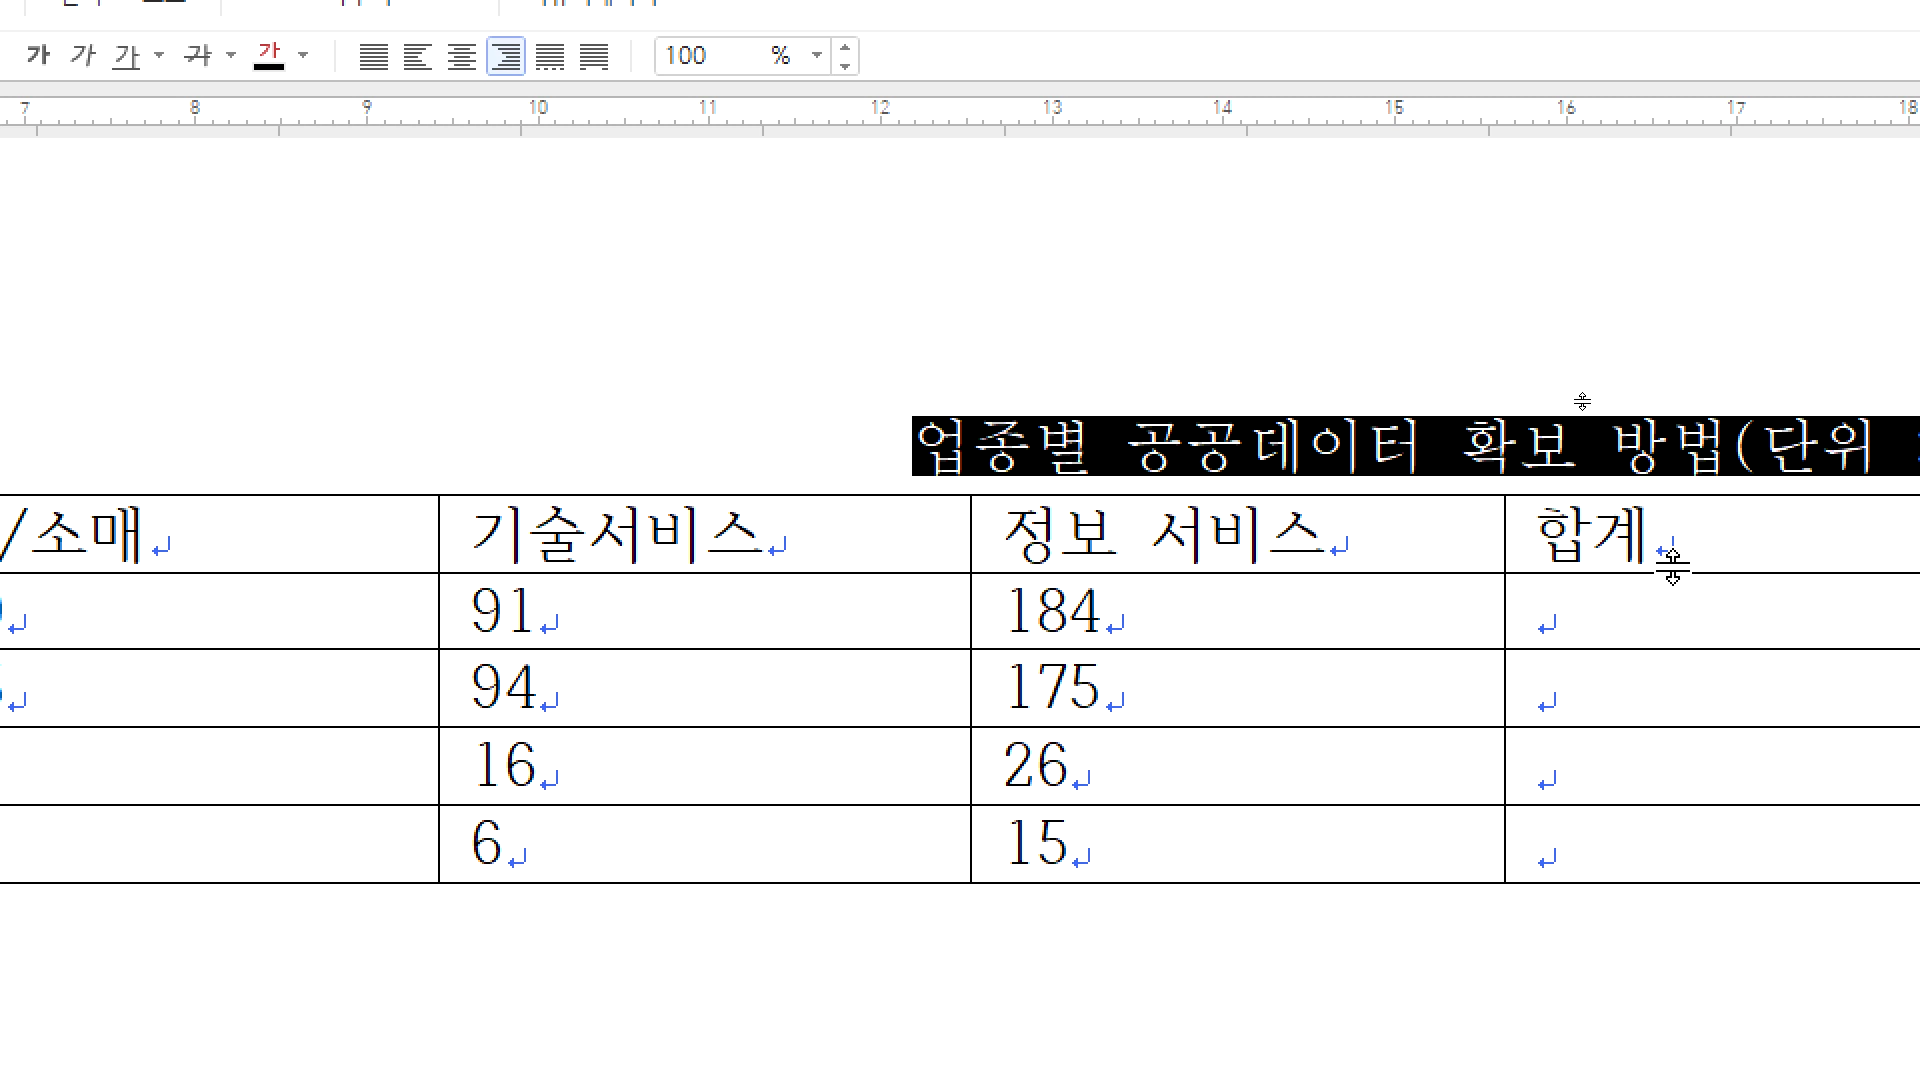 가 가 가 가 가 100 %
7 8 9 10 11 12 13 14 15 16 17 18
업종별 공공데이터 확보 방법(단위
/소매 기술서비스 정보 서비스 합계
91 184
94 175
16 26
6 15